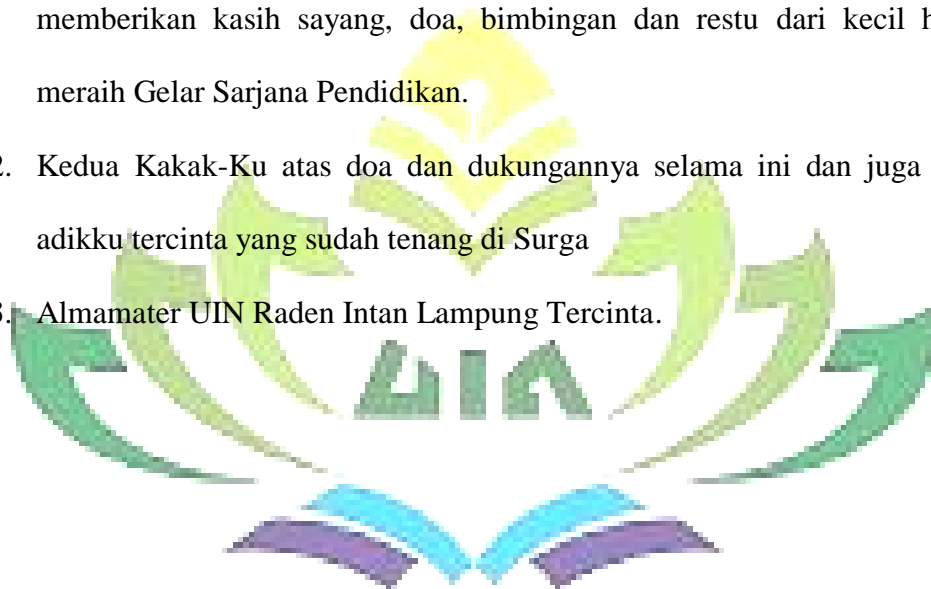 memberikan kasih sayang, doa, bimbingan dan restu dari kecil h
meraih Gelar Sarjana Pendidikan.
2. Kedua Kakak-Ku atas doa dan dukungannya selama ini dan juga
adikku tercinta yang sudah tenang di Surga
3. Almamater UIN Raden Intan Lampung Tercinta.
UIN